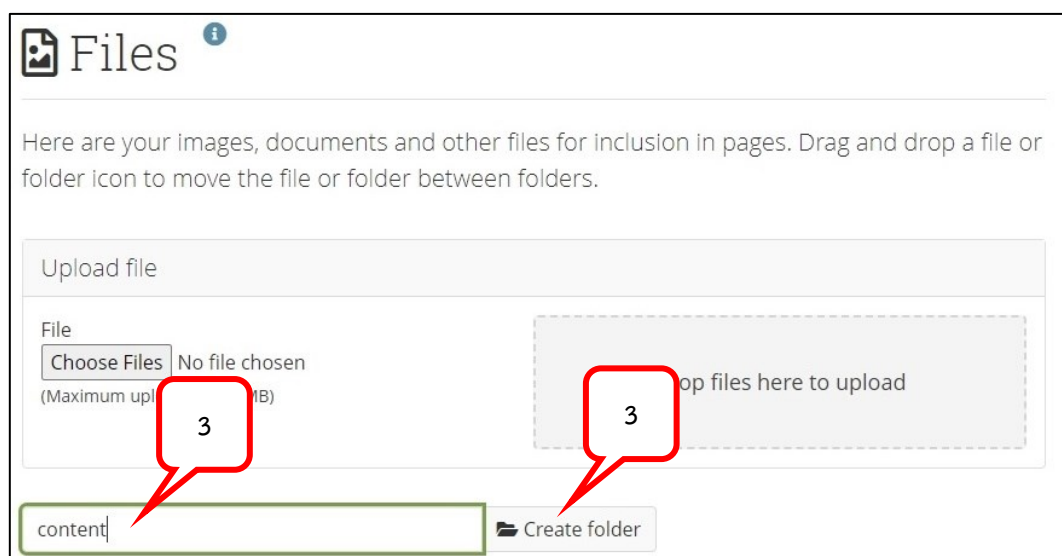 Files
Here are your images, documents and other files for inclusion in pages. Drag and drop a file or
folder icon to move the file or folder between folders.
Upload file
File
Choose Files No file chosen
(Maximum MB)
files here to upload
3
3
content
Create folder